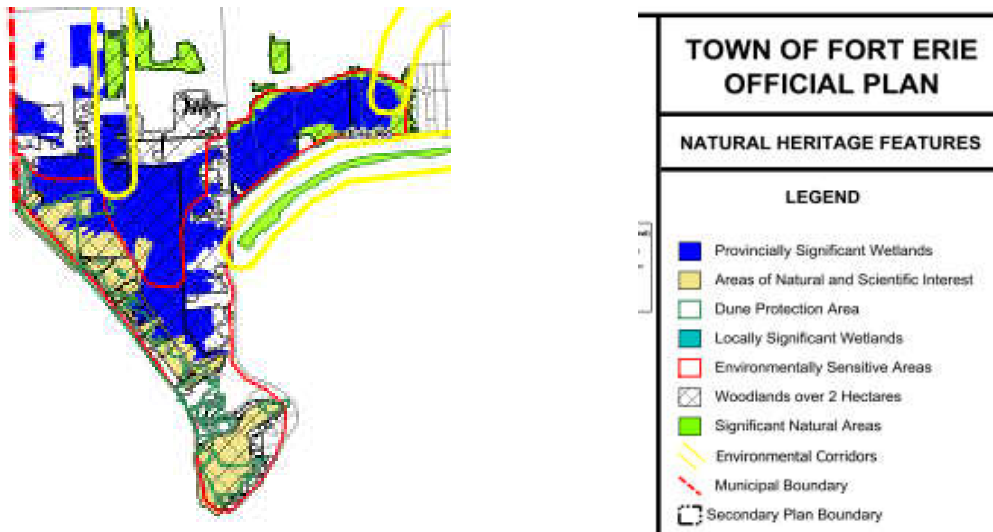 TOWN OF FORT ERIE
OFFICIAL PLAN
NATURAL HERITAGE FEATURES
LEGEND
Provincially Significant Wetlands
Areas of Natural and Scientific Interest
Dune Protection Area
Locally Significant Wetlands
Environmentally Sensitive Areas
Woodlands over 2 Hectares
Significant Natural Areas
Environmental Corridors
Municipal Boundary
Secondary Plan Boundary